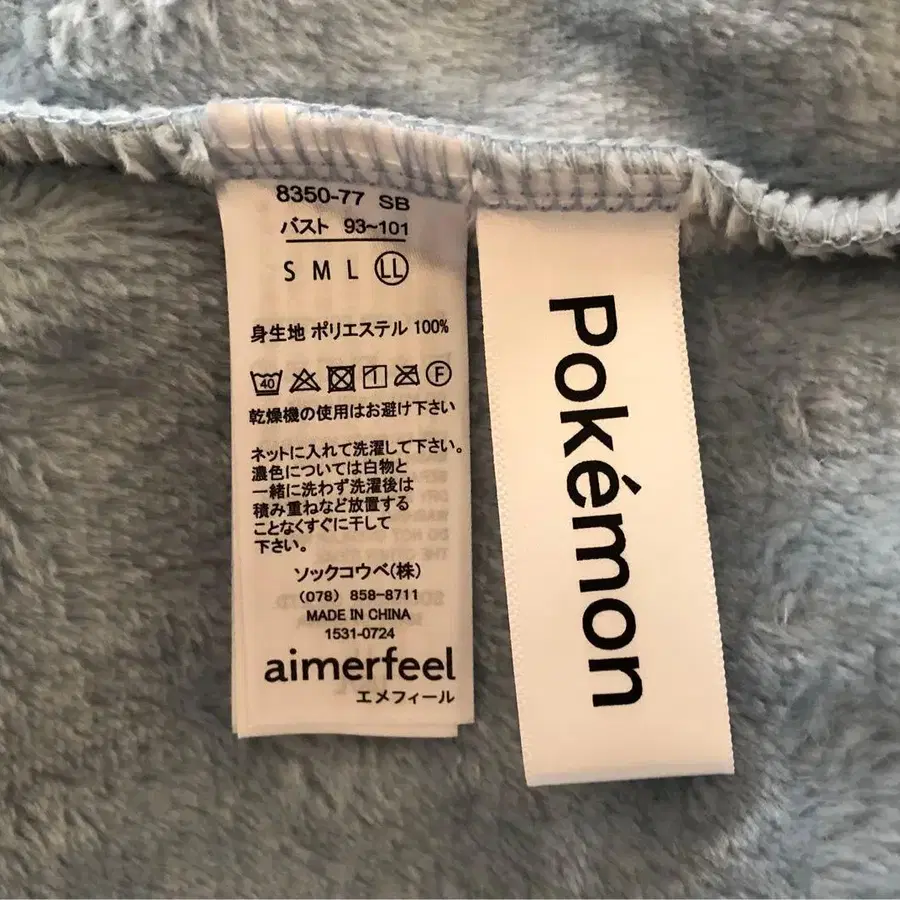 8350-77 SB
バスト 93~101
S M L LL
身生地 ポリエステル 100%
40 1 F
乾燥機の使用はお避け下さい
ネットに入れて洗濯して下さい。
濃色については白物と
一緒に洗わず洗濯後は
積み重ねなど放置する
ことなくすぐに干して
下さい。
ソックコウベ(株)
(078) 858-8711
MADE IN CHINA
1531-0724
aimerfeel
エメフィール
Pokémon